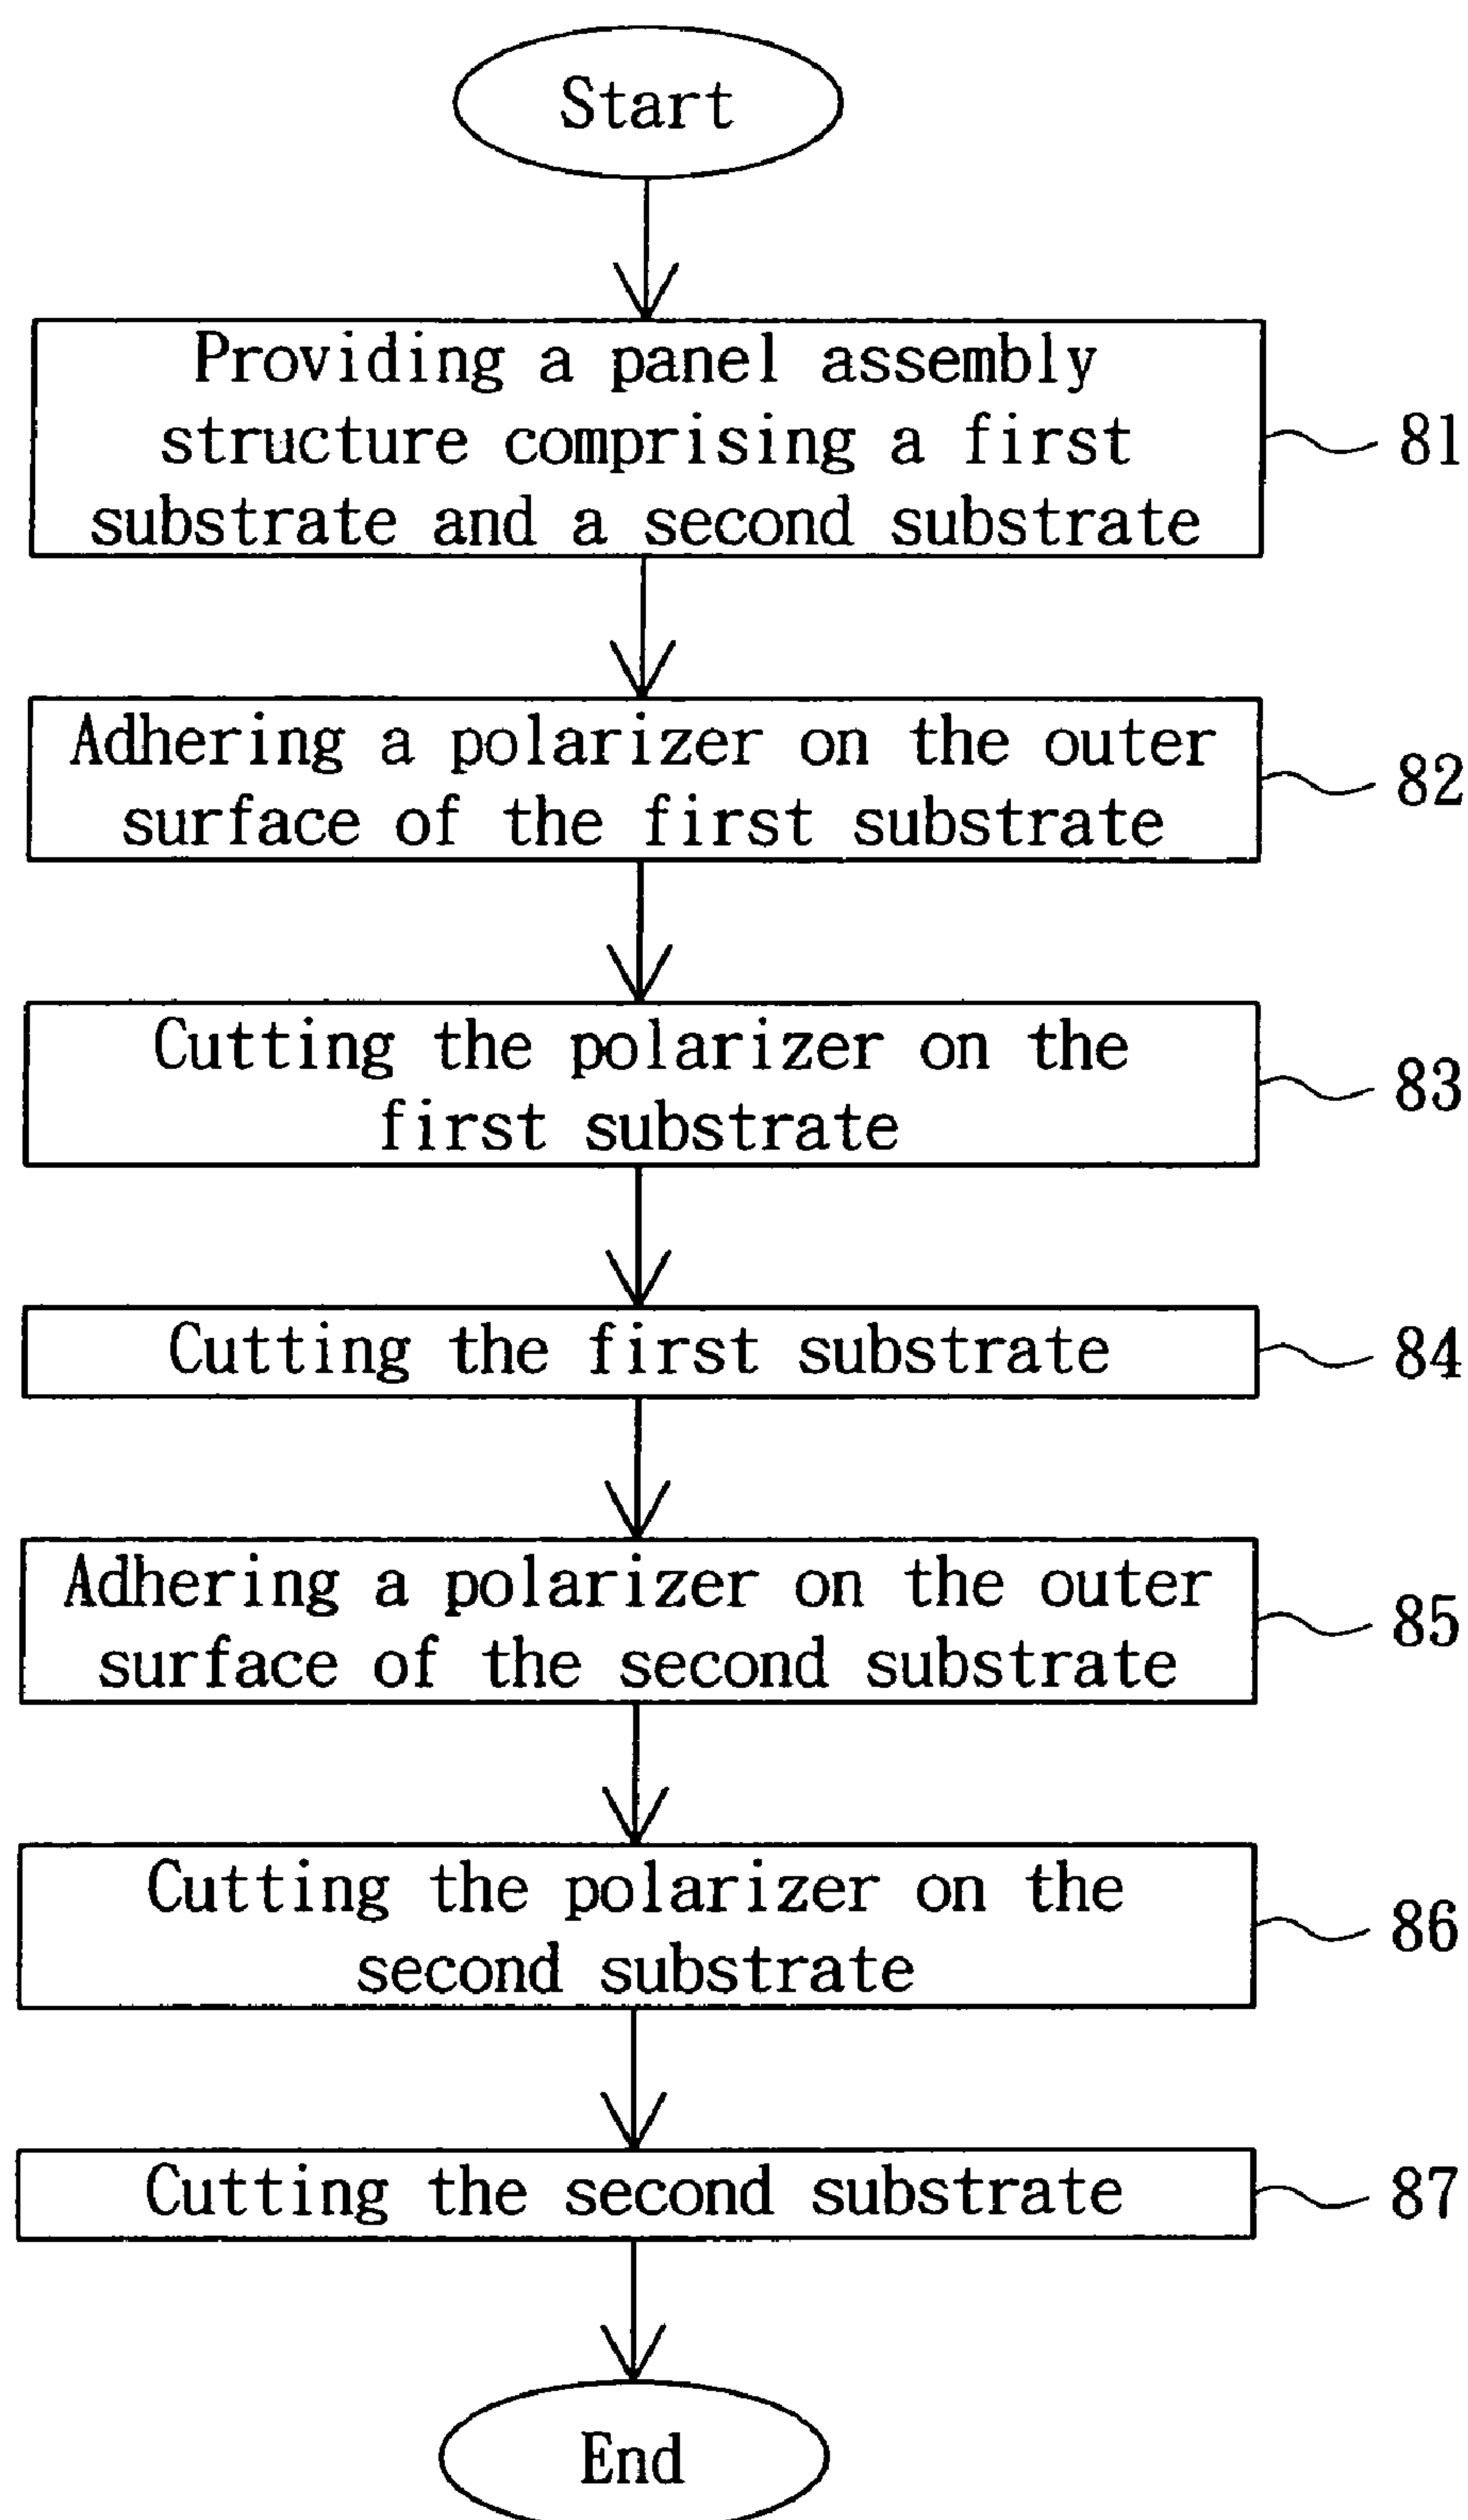 Start
Providing a panel assembly
structure comprising a first
substrate and a second substrate
81
Adhering a polarizer on the outer
surface of the first substrate
82
Cutting the polarizer on the
first substrate
83
Cutting the first substrate
84
Adhering a polarizer on the outer
surface of the second substrate
85
Cutting the polarizer on the
second substrate
86
Cutting the second substrate
87
End